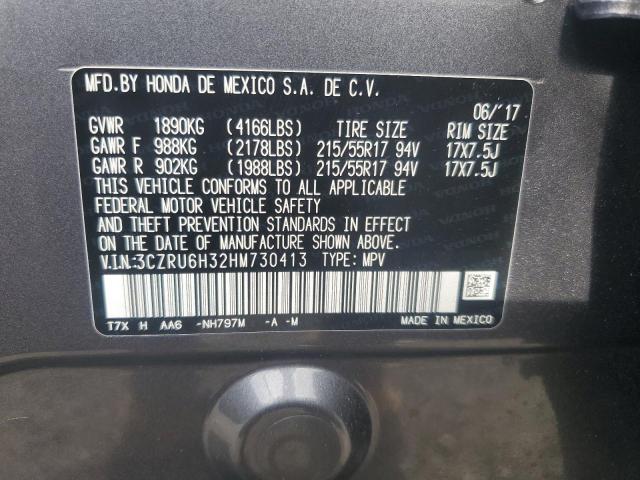 MFD.BY HONDA DE MEXICO S.A. DE C.V.
06/'17
GVWR 1890KG (4166LBS) TIRE SIZE RIM SIZE
GAWR F 988KG (2178LBS) 215/55R17 94V 17X7.5J
GAWR R 902KG (1988LBS) 215/55R17 94V 17X7.5J
THIS VEHICLE CONFORMS TO ALL APPLICABLE
FEDERAL MOTOR VEHICLE SAFETY
AND THEFT PREVENTION STANDARDS IN EFFECT
ON THE DATE OF MANUFACTURE SHOWN ABOVE.
V.I.N.:3CZRU6H32HM730413 TYPE: MPV
T7X H AA6 -NH797M -A -M MADE IN MEXICO